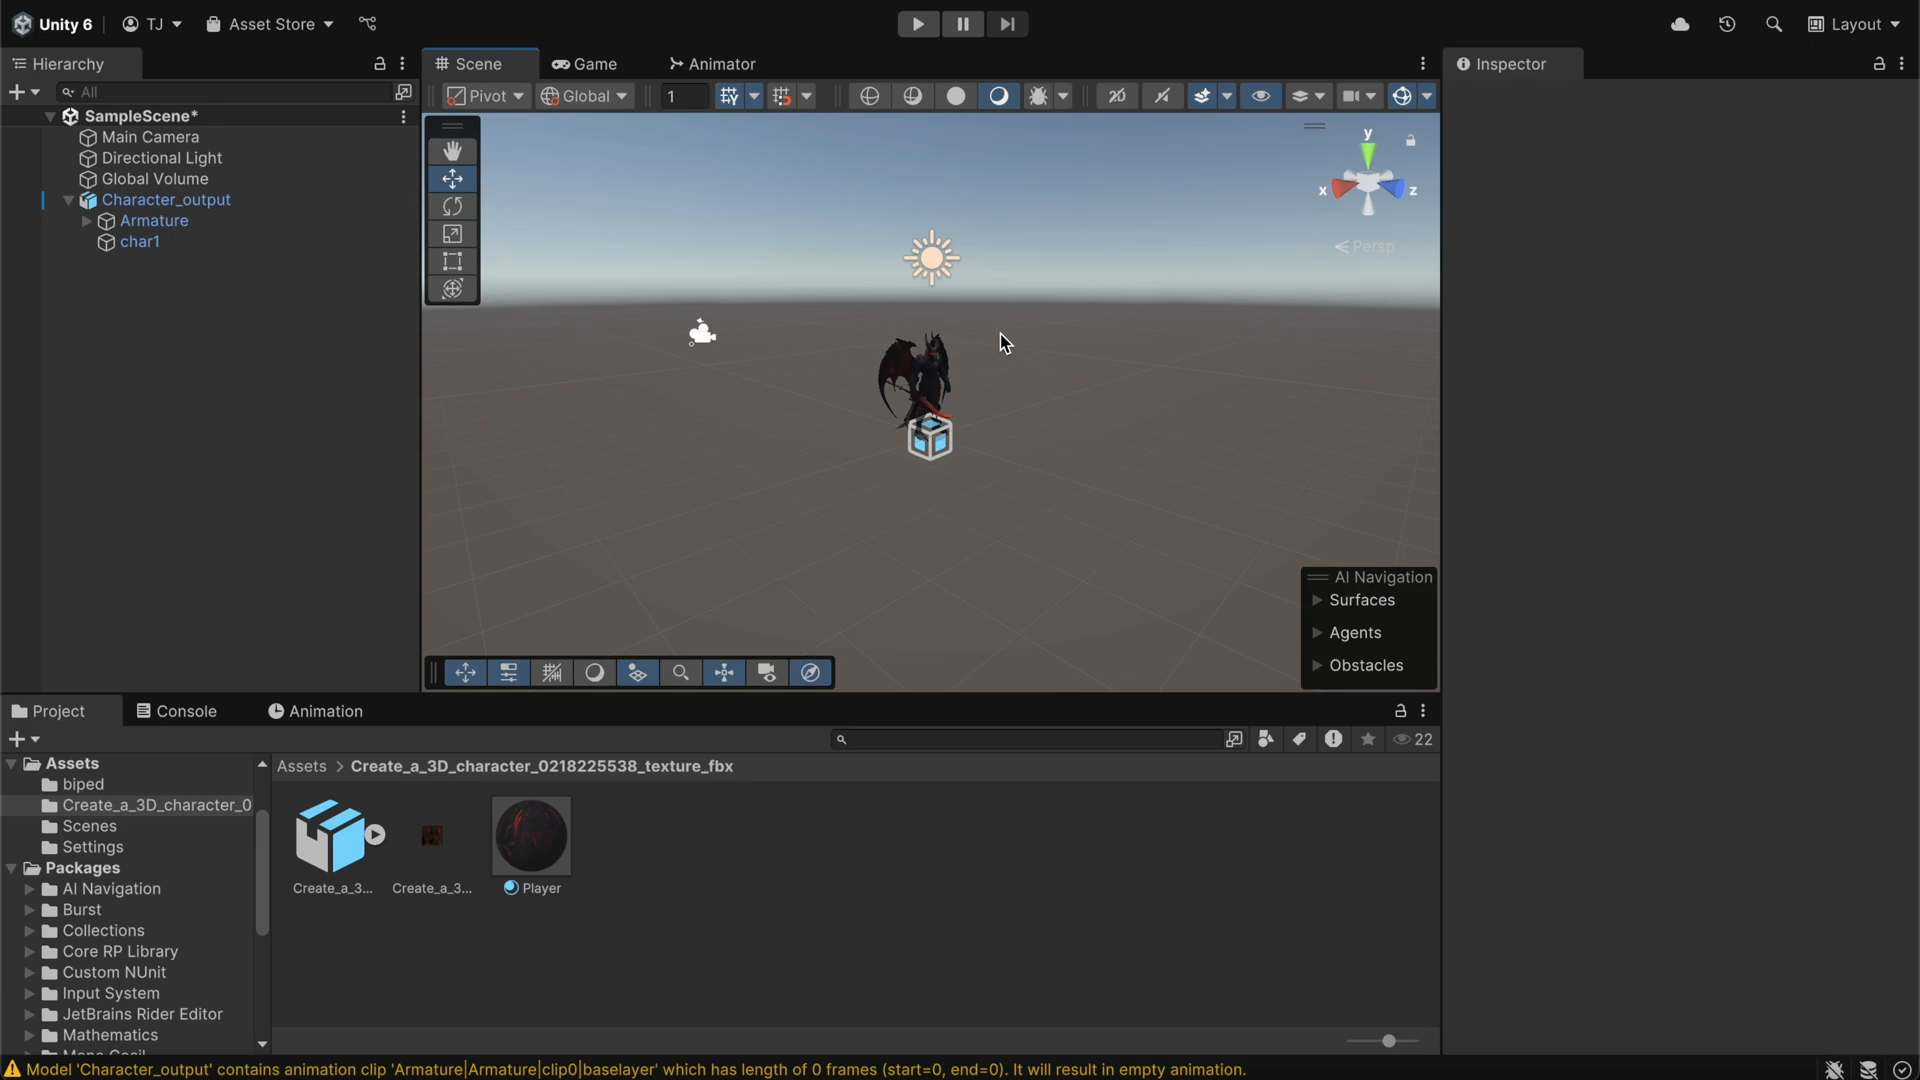 Unity 6
TJ
Asset Store
Layout
Hierarchy
Scene
Game
Animator
Inspector
All
Pivot
Global
1
2D
SampleScene*
Main Camera
Directional Light
Global Volume
Character_output
Armature
char1
y
x
z
Persp
AI Navigation
Surfaces
Agents
Obstacles
Project
Console
Animation
22
Assets
biped
Create_a_3D_character_0
Scenes
Settings
Packages
AI Navigation
Burst
Collections
Core RP Library
Custom NUnit
Input System
JetBrains Rider Editor
Mathematics
Assets > Create_a_3D_character_0218225538_texture_fbx
Create_a_3...
Create_a_3...
Player
Model 'Character_output' contains animation clip 'Armature|Armature|clip0|baselayer' which has length of 0 frames (start=0, end=0). It will result in empty animation.